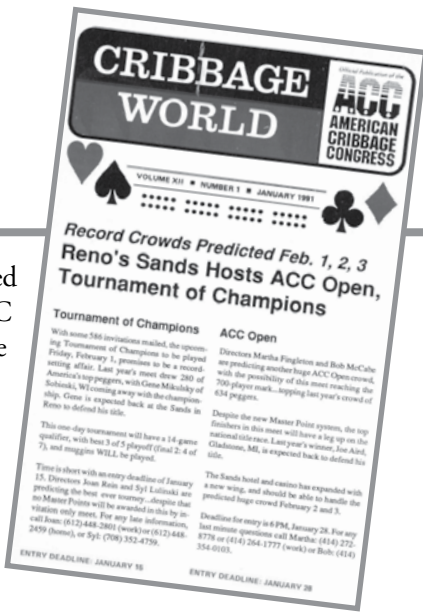 Official Publication of the
ACC
AMERICAN
CRIBBAGE
CONGRESS
CRIBBAGE
WORLD
VOLUME XII ■ NUMBER 1 ■ JANUARY 1991
Record Crowds Predicted Feb. 1, 2, 3
Reno's Sands Hosts ACC Open,
Tournament of Champions
Tournament of Champions
With some 586 invitations mailed, the upcom-
ing Tournament of Champions to be played
Friday, February 1, promises to be a record-
setting affair. Last year's meet drew 280 of
America's top peggers, with Gene Mikulsky of
Sobieski, WI coming away with the champion-
ship. Gene is expected back at the Sands in
Reno to defend his title.
This one-day tournament will have a 14-game
qualifier, with best 3 of 5 playoff (final 2: 4 of
7), and muggins WILL be played.
Time is short with an entry deadline of January
15. Directors Joan Rein and Syl Lulinski are
predicting the best ever tourney...despite that
no Master Points will be awarded in this by in-
vitation only meet. For any late information,
call Joan: (612) 448-2801 (work) or (612) 448-
2459 (home), or Syl: (708) 352-4759.
ENTRY DEADLINE: JANUARY 15
ACC Open
Directors Martha Fingleton and Bob McCabe
are predicting another huge ACC Open crowd,
with the possibility of this meet reaching the
700-player mark...topping last year's crowd of
634 peggers.
Despite the new Master Point system, the top
finishers in this meet will have a leg up on the
national title race. Last year's winner, Joe Aird,
Gladstone, MI, is expected back to defend his
title.
The Sands hotel and casino has expanded with
a new wing, and should be able to handle the
predicted huge crowd February 2 and 3.
Deadline for entry is 6 PM, January 28. For any
last minute questions call Martha: (414) 272-
8778 or (414) 264-1777 (work) or Bob: (414)
354-0103.
ENTRY DEADLINE: JANUARY 28
ed
C
e